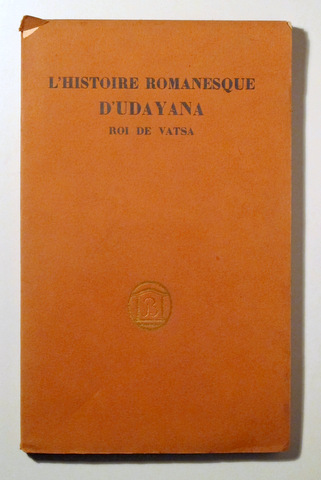 L'HISTOIRE ROMANESQUE
D'UDAYANA
ROI DE VATSA
B